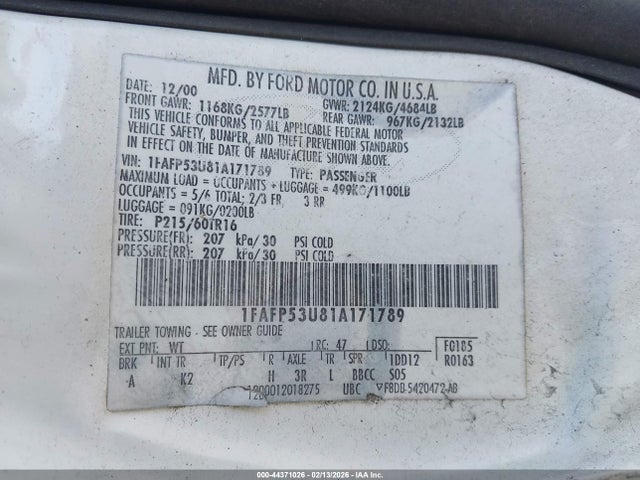 MFD. BY FORD MOTOR CO. IN U.S.A.
DATE: 12/00 GVWR: 2124KG/4684LB
FRONT GAWR: 1168KG/2577LB REAR GAWR: 967KG/2132LB
THIS VEHICLE CONFORMS TO ALL APPLICABLE FEDERAL MOTOR
VEHICLE SAFETY, BUMPER, AND THEFT PREVENTION STANDARDS
IN EFFECT ON THE DATE OF MANUFACTURE SHOWN ABOVE.
VIN: 1FAFP53U81A171789 TYPE: PASSENGER
MAXIMUM LOAD = OCCUPANTS + LUGGAGE = 499KG/1100LB
OCCUPANTS: 5/6 TOTAL: 2/3 FR, 3 RR
LUGGAGE: 091KG/0200LB
TIRE: P215/60TR16
PRESSURE(FR): 207 kPa/30 PSI COLD
PRESSURE(RR): 207 kPa/30 PSI COLD
1FAFP53U81A171789
TRAILER TOWING - SEE OWNER GUIDE
EXT PNT: WT RC: 47 DSO: F0185
BRK INT TR TP/PS R AXLE TR SPR 1DD12 R0163
A K2 H 3R L BBCC S05
1200012018275 UBC F8DB-5420472-AB
000-44371026 - 02/13/2026 - IAA Inc.